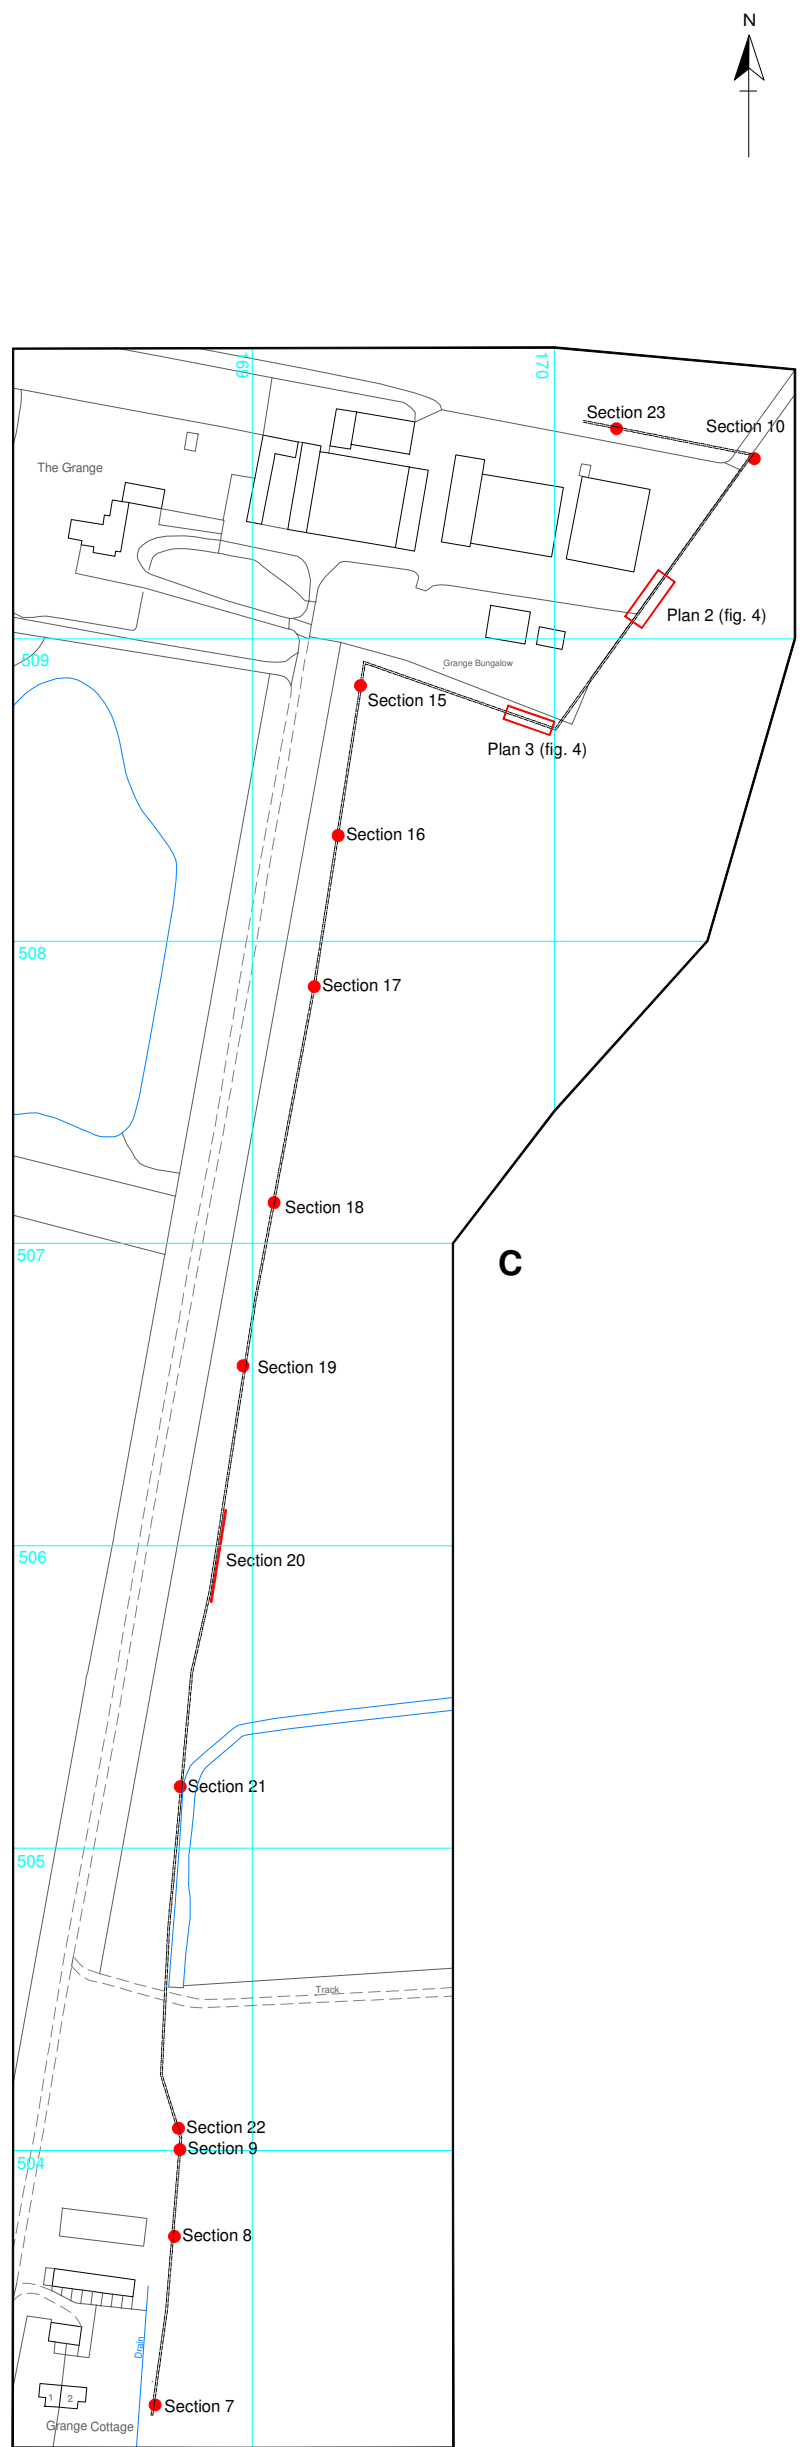 N
169
170
Section 23
Section 10
The Grange
Plan 2 (fig. 4)
509
Grange Bungalow
Section 15
Plan 3 (fig. 4)
Section 16
508
Section 17
Section 18
507
C
Section 19
506
Section 20
Section 21
505
Track
Section 22
Section 9
504
Section 8
Drain
1 2
Section 7
Grange Cottage